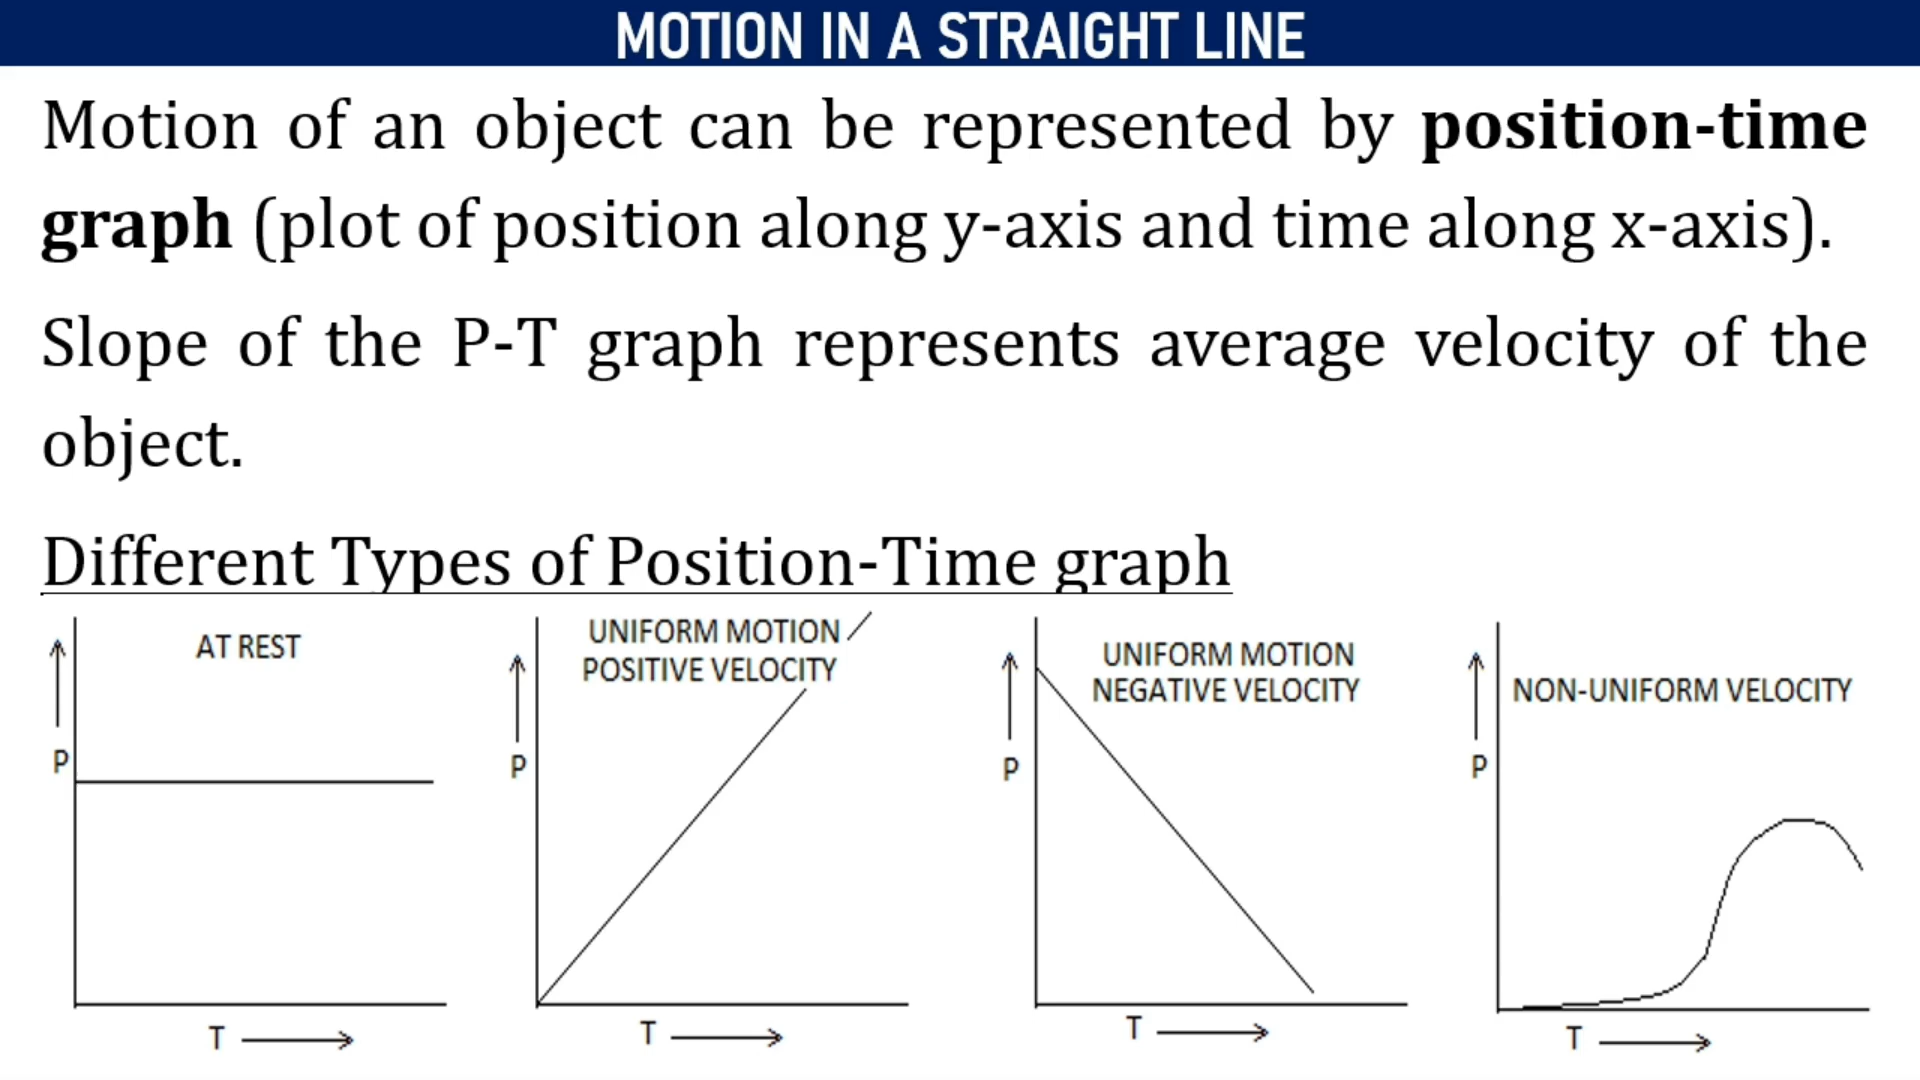 MOTION IN A STRAIGHT LINE
Motion of an object can be represented by position-time
graph (plot of position along y-axis and time along x-axis).
Slope of the P-T graph represents average velocity of the
object.
Different Types of Position-Time graph
AT REST
P
T
UNIFORM MOTION
POSITIVE VELOCITY
P
T
UNIFORM MOTION
NEGATIVE VELOCITY
P
T
NON-UNIFORM VELOCITY
P
T